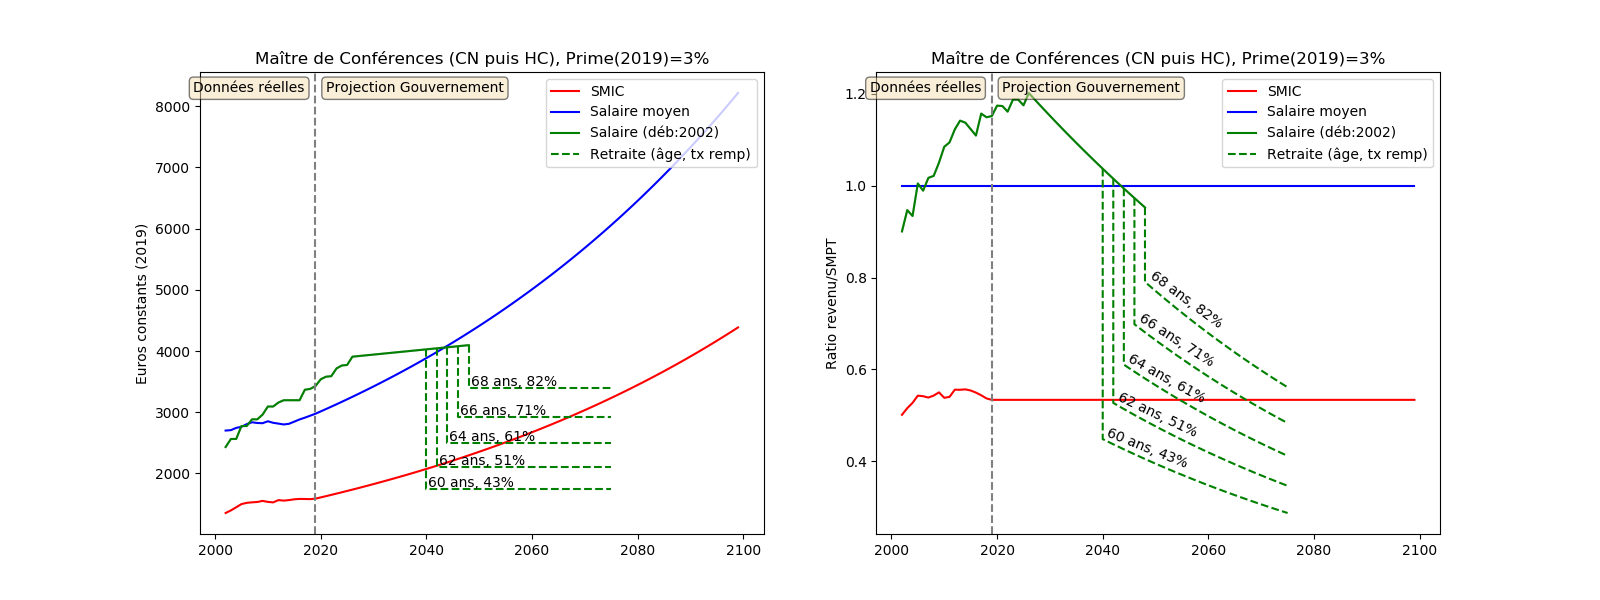 Maître de Conférences (CN puis HC), Prime(2019)=3%
Données réelles
Projection Gouvernement
SMIC
Salaire moyen
Salaire (déb:2002)
Retraite (âge, tx remp)
Euros constants (2019)
8000
7000
6000
5000
4000
3000
2000
68 ans, 82%
66 ans, 71%
64 ans, 61%
62 ans, 51%
60 ans, 43%
2000 2020 2040 2060 2080 2100
Maître de Conférences (CN puis HC), Prime(2019)=3%
Données réelles
Projection Gouvernement
SMIC
Salaire moyen
Salaire (déb:2002)
Retraite (âge, tx remp)
Ratio revenu/SMPT
1.2
1.0
0.8
0.6
0.4
68 ans, 82%
66 ans, 71%
64 ans, 61%
62 ans, 51%
60 ans, 43%
2000 2020 2040 2060 2080 2100